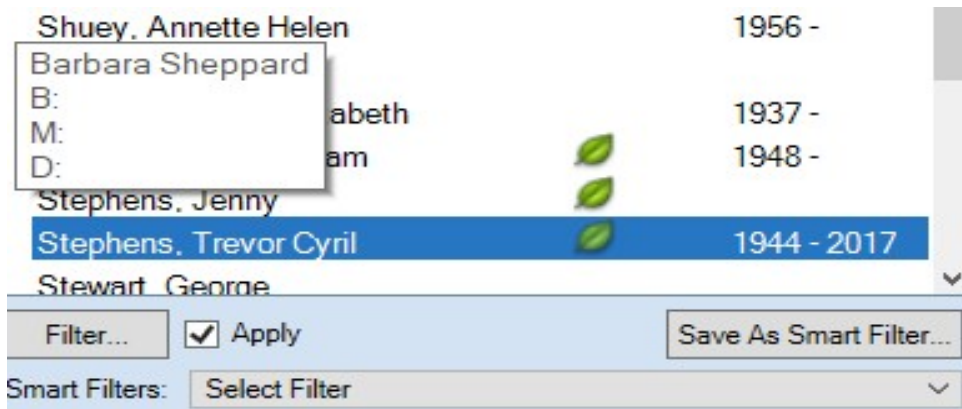 Shuey, Annette Helen 1956 -
Barbara Sheppard
B:
abeth 1937 -
M:
am 1948 -
D:
Stephens, Jenny
Stephens, Trevor Cyril 1944 - 2017
Stewart, George
Filter... Apply Save As Smart Filter...
Smart Filters: Select Filter